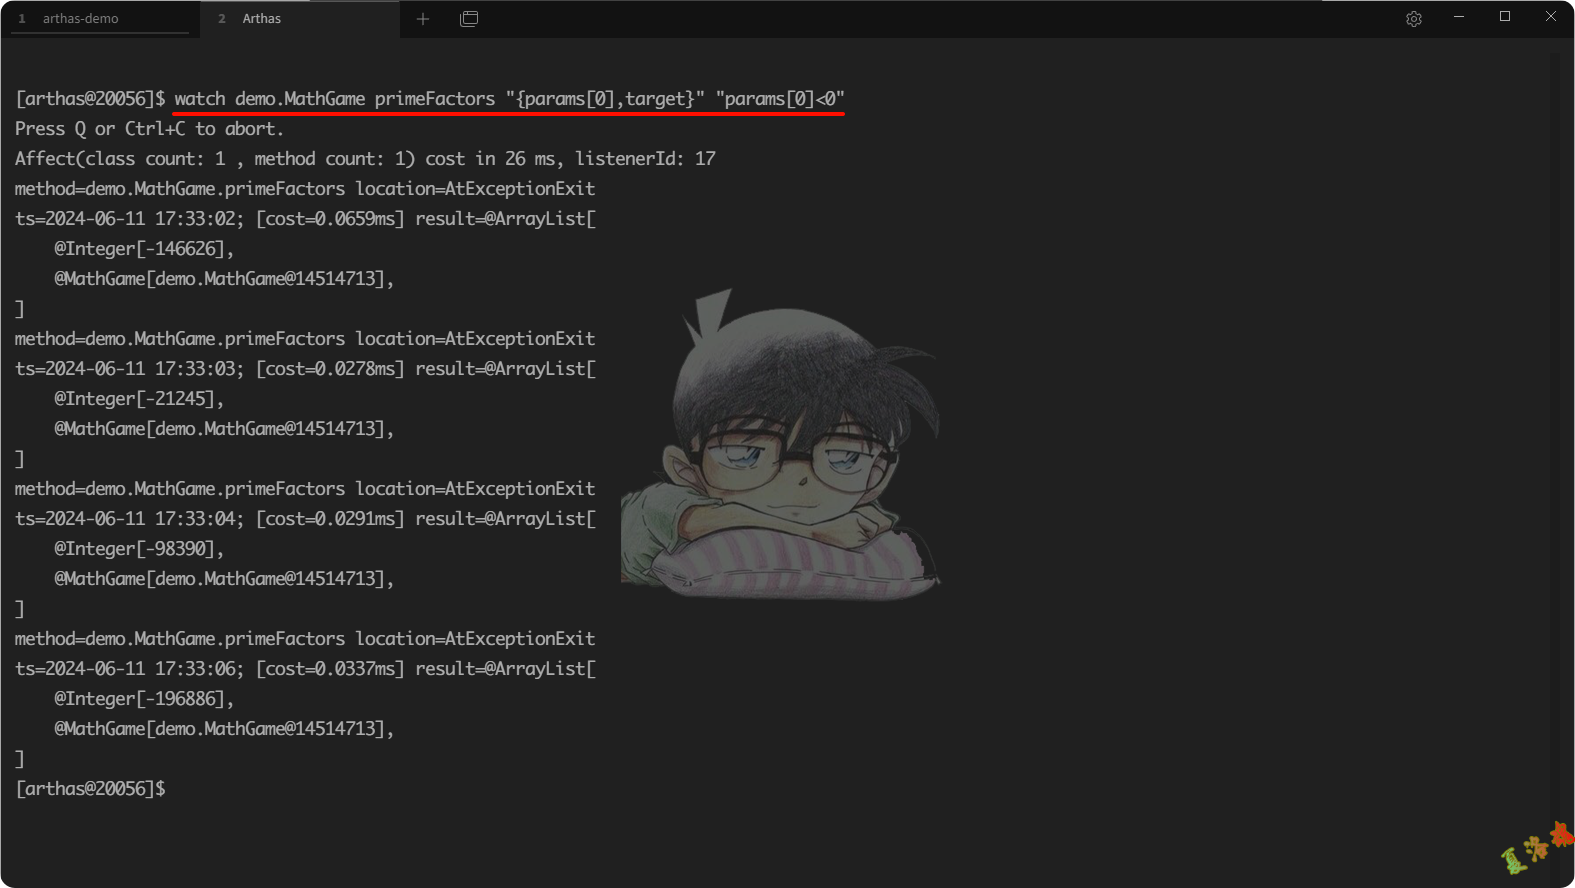 1 arthas-demo 2 Arthas
[arthas@20056]$ watch demo.MathGame primeFactors "{params[0],target}" "params[0]<0"
Press Q or Ctrl+C to abort.
Affect(class count: 1 , method count: 1) cost in 26 ms, listenerId: 17
method=demo.MathGame.primeFactors location=AtExceptionExit
ts=2024-06-11 17:33:02; [cost=0.0659ms] result=@ArrayList[
    @Integer[-146626],
    @MathGame[demo.MathGame@14514713],
]
method=demo.MathGame.primeFactors location=AtExceptionExit
ts=2024-06-11 17:33:03; [cost=0.0278ms] result=@ArrayList[
    @Integer[-21245],
    @MathGame[demo.MathGame@14514713],
]
method=demo.MathGame.primeFactors location=AtExceptionExit
ts=2024-06-11 17:33:04; [cost=0.0291ms] result=@ArrayList[
    @Integer[-98390],
    @MathGame[demo.MathGame@14514713],
]
method=demo.MathGame.primeFactors location=AtExceptionExit
ts=2024-06-11 17:33:06; [cost=0.0337ms] result=@ArrayList[
    @Integer[-196886],
    @MathGame[demo.MathGame@14514713],
]
[arthas@20056]$